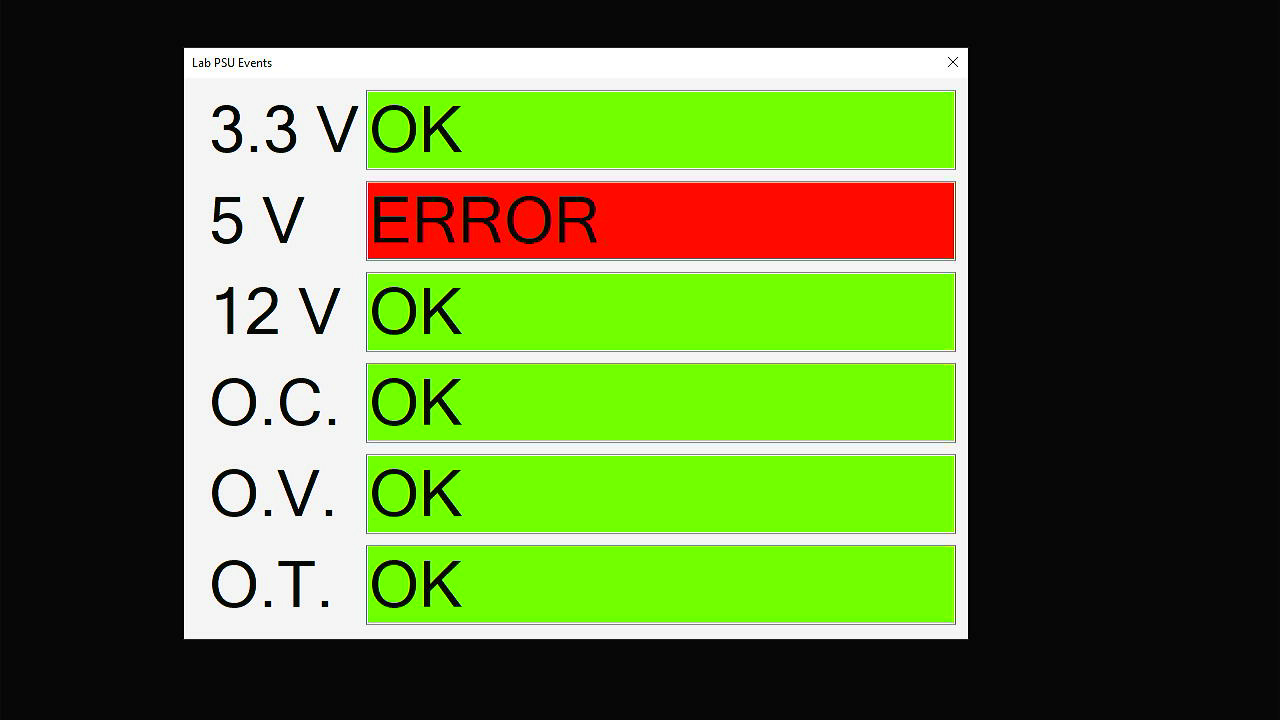 Lab PSU Events
3.3 V OK
5 V ERROR
12 V OK
O.C. OK
O.V. OK
O.T. OK